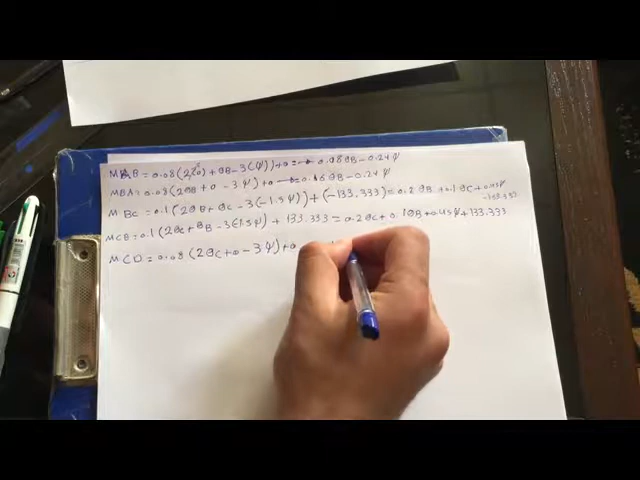 MAB = 0.08(2(0) + θB - 3(ψ)) + 0 = 0.08θB - 0.24ψ
MBA = 0.08(2θB + 0 - 3ψ) + 0 = 0.16θB - 0.24ψ
MBC = 0.1(2θB + θC - 3(-1.5ψ)) + (-133.333) = 0.2θB + 0.1θC + 0.45ψ
-133.333
MCB = 0.1(2θC + θB - 3(-1.5ψ) + 133.333 = 0.2θC + 0.1θB + 0.45ψ + 133.333
MCD = 0.08(2θC + 0 - 3ψ) + 0